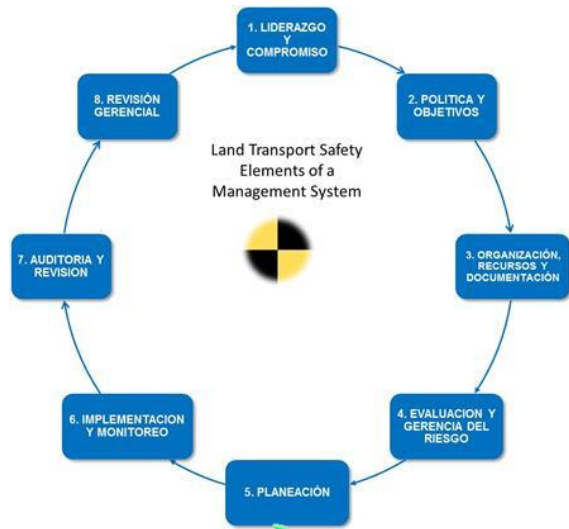 1. LIDERAZGO
Y
COMPROMISO
2. POLITICA Y
OBJETIVOS
3. ORGANIZACIÓN,
RECURSOS Y
DOCUMENTACIÓN
4. EVALUACION Y
GERENCIA DEL
RIESGO
5. PLANEACIÓN
6. IMPLEMENTACION
Y MONITOREO
7. AUDITORIA Y
REVISION
8. REVISIÓN
GERENCIAL
Land Transport Safety
Elements of a
Management System